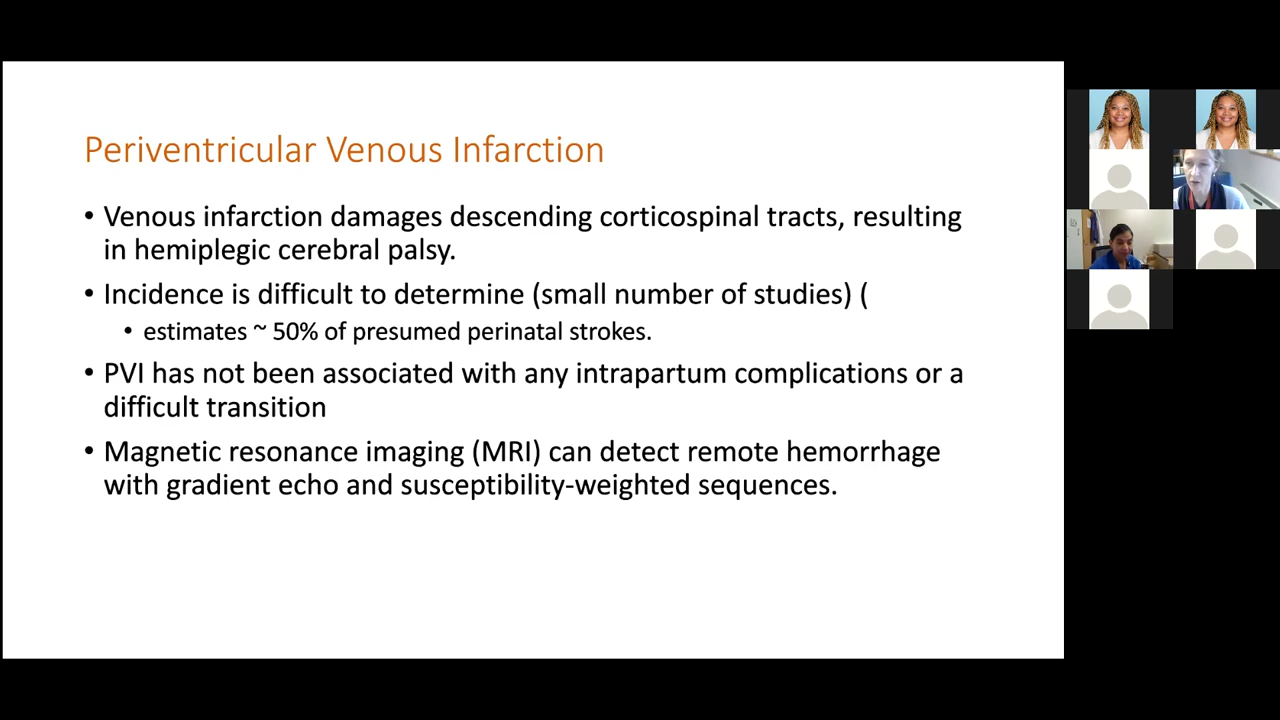 Periventricular Venous Infarction
• Venous infarction damages descending corticospinal tracts, resulting
in hemiplegic cerebral palsy.
• Incidence is difficult to determine (small number of studies) (
• estimates ~ 50% of presumed perinatal strokes.
• PVI has not been associated with any intrapartum complications or a
difficult transition
• Magnetic resonance imaging (MRI) can detect remote hemorrhage
with gradient echo and susceptibility-weighted sequences.